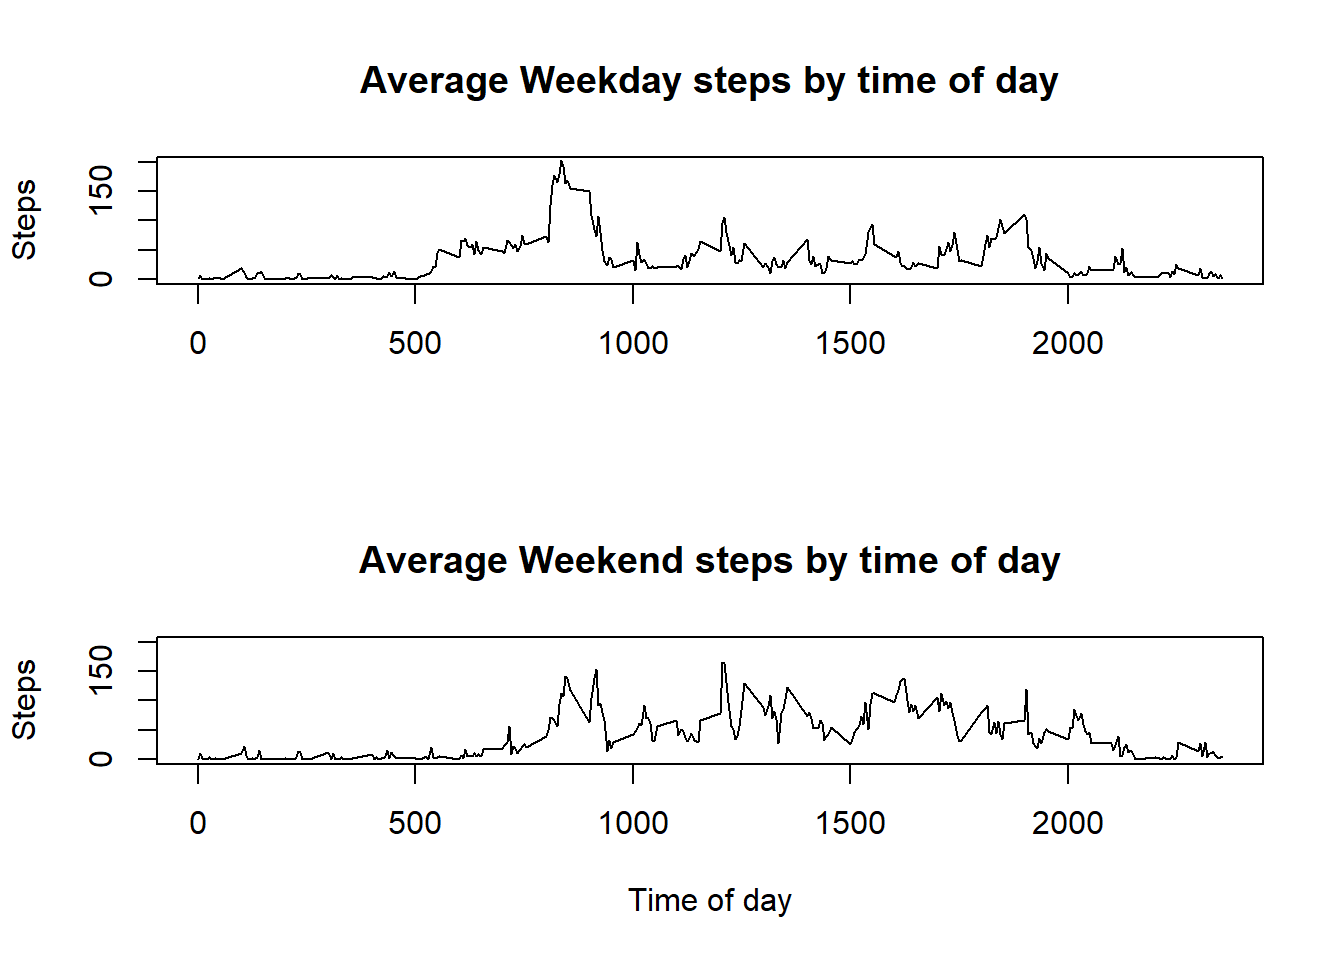 Average Weekday steps by time of day
Steps
150
0
0 500 1000 1500 2000
Average Weekend steps by time of day
Steps
150
0
0 500 1000 1500 2000
Time of day